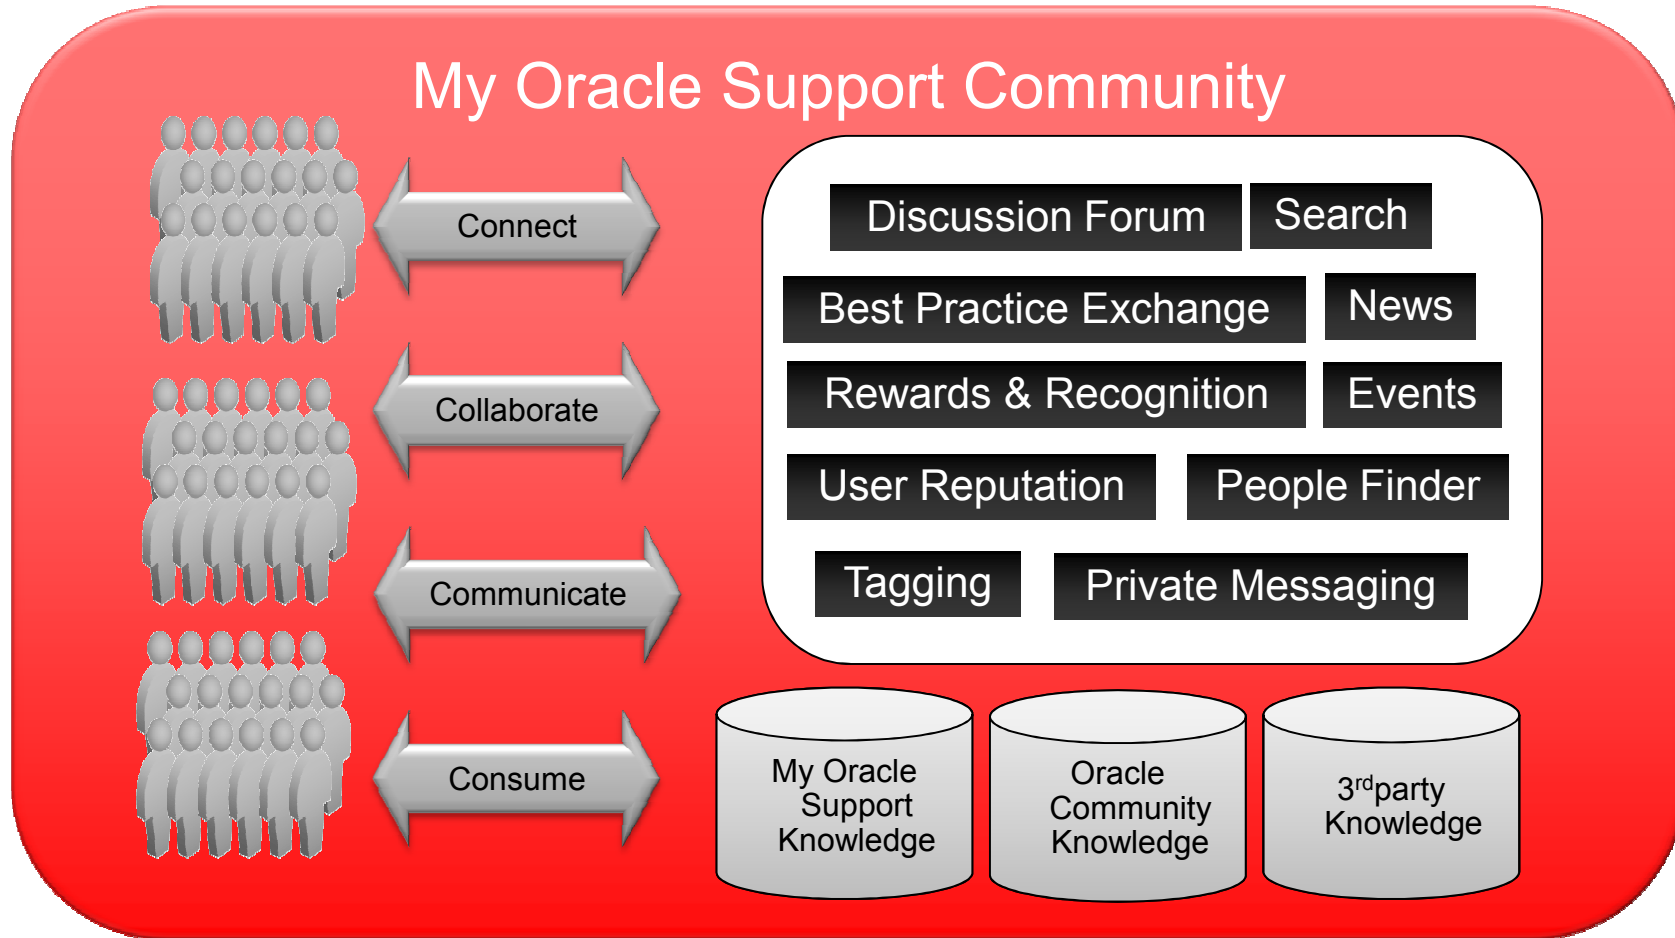 My Oracle Support Community
Connect
Collaborate
Communicate
Consume
Discussion Forum
Search
Best Practice Exchange
News
Rewards & Recognition
Events
User Reputation
People Finder
Tagging
Private Messaging
My Oracle
Support
Knowledge
Oracle
Community
Knowledge
3rdparty
Knowledge